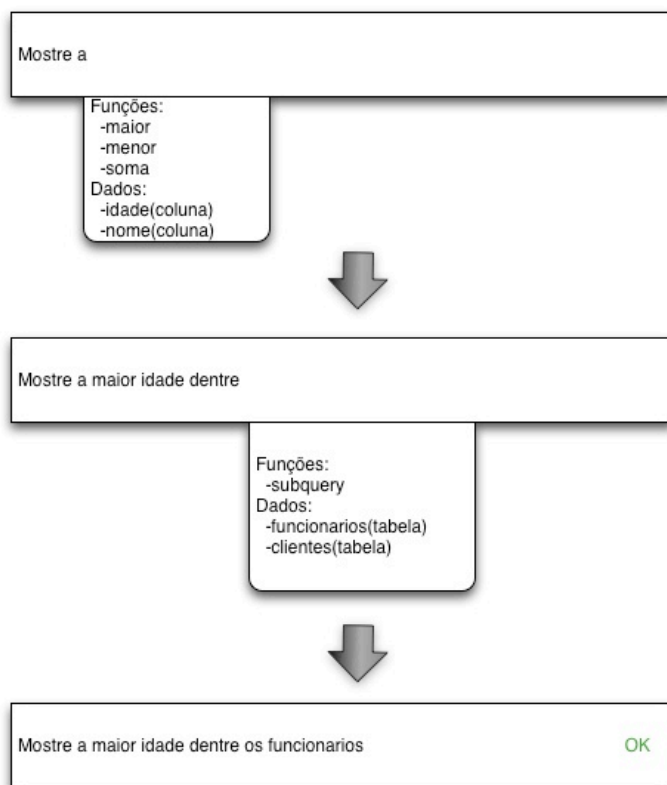 Mostre a
Funções:
-maior
-menor
-soma
Dados:
-idade(coluna)
-nome(coluna)
Mostre a maior idade dentre
Funções:
-subquery
Dados:
-funcionarios(tabela)
-clientes(tabela)
Mostre a maior idade dentre os funcionarios OK